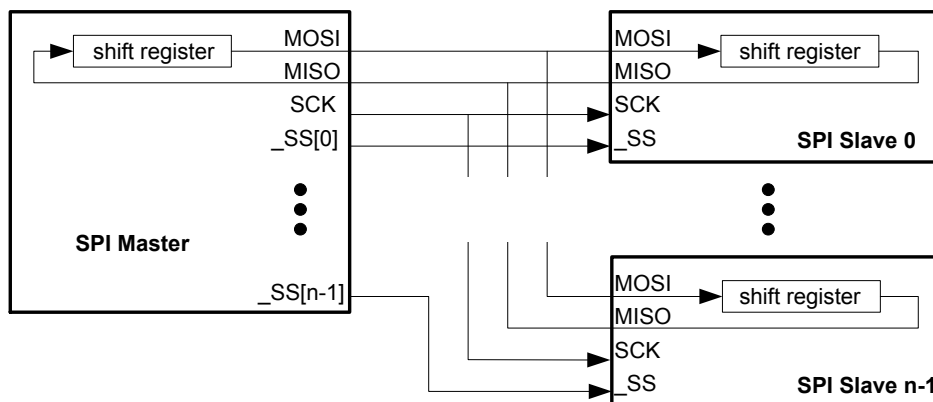 shift register
MOSI
MISO
SCK
_SS[0]
SPI Master
_SS[n-1]
MOSI
shift register
MISO
SCK
_SS
SPI Slave 0
MOSI
shift register
MISO
SCK
_SS
SPI Slave n-1